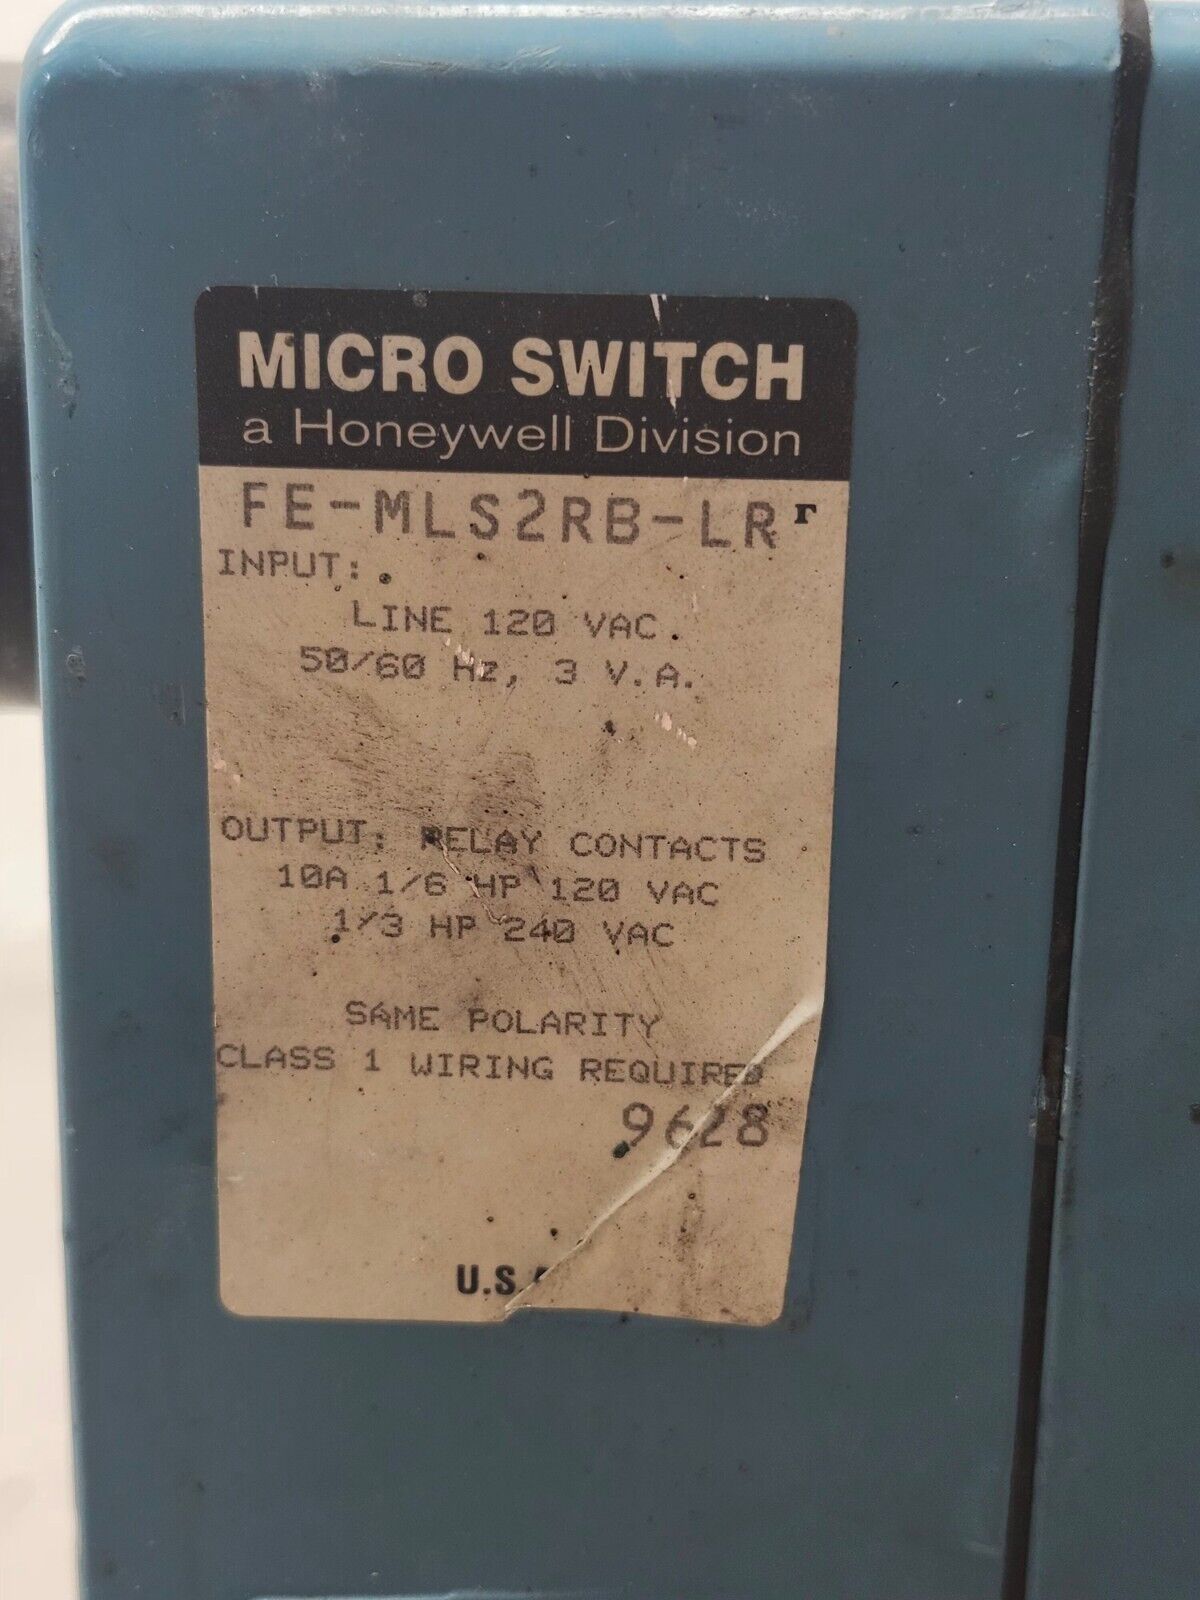 MICRO SWITCH
a Honeywell Division
FE-MLS2RB-LR r
INPUT:
LINE 120 VAC.
50/60 Hz, 3 V.A.
OUTPUT: RELAY CONTACTS
10A 1/6 HP 120 VAC
1/3 HP 240 VAC
SAME POLARITY
CLASS 1 WIRING REQUIRED
9628
U.S.A